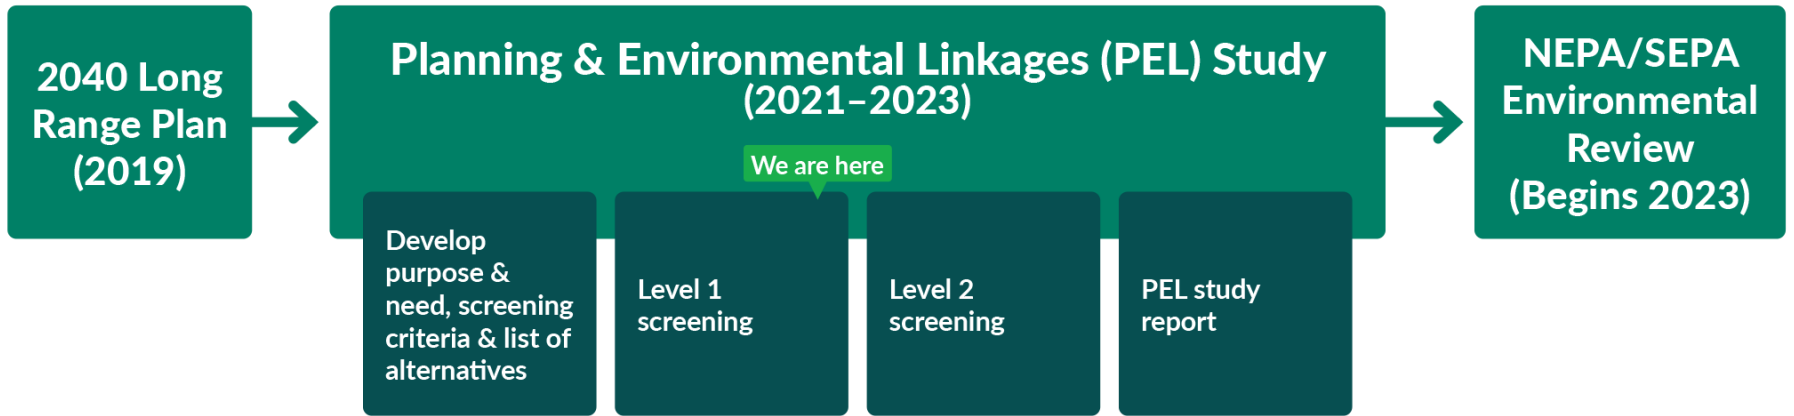 2040 Long
Range Plan
(2019)
Planning & Environmental Linkages (PEL) Study
(2021–2023)
We are here
Develop
purpose &
need, screening
criteria & list of
alternatives
Level 1
screening
Level 2
screening
PEL study
report
NEPA/SEPA
Environmental
Review
(Begins 2023)